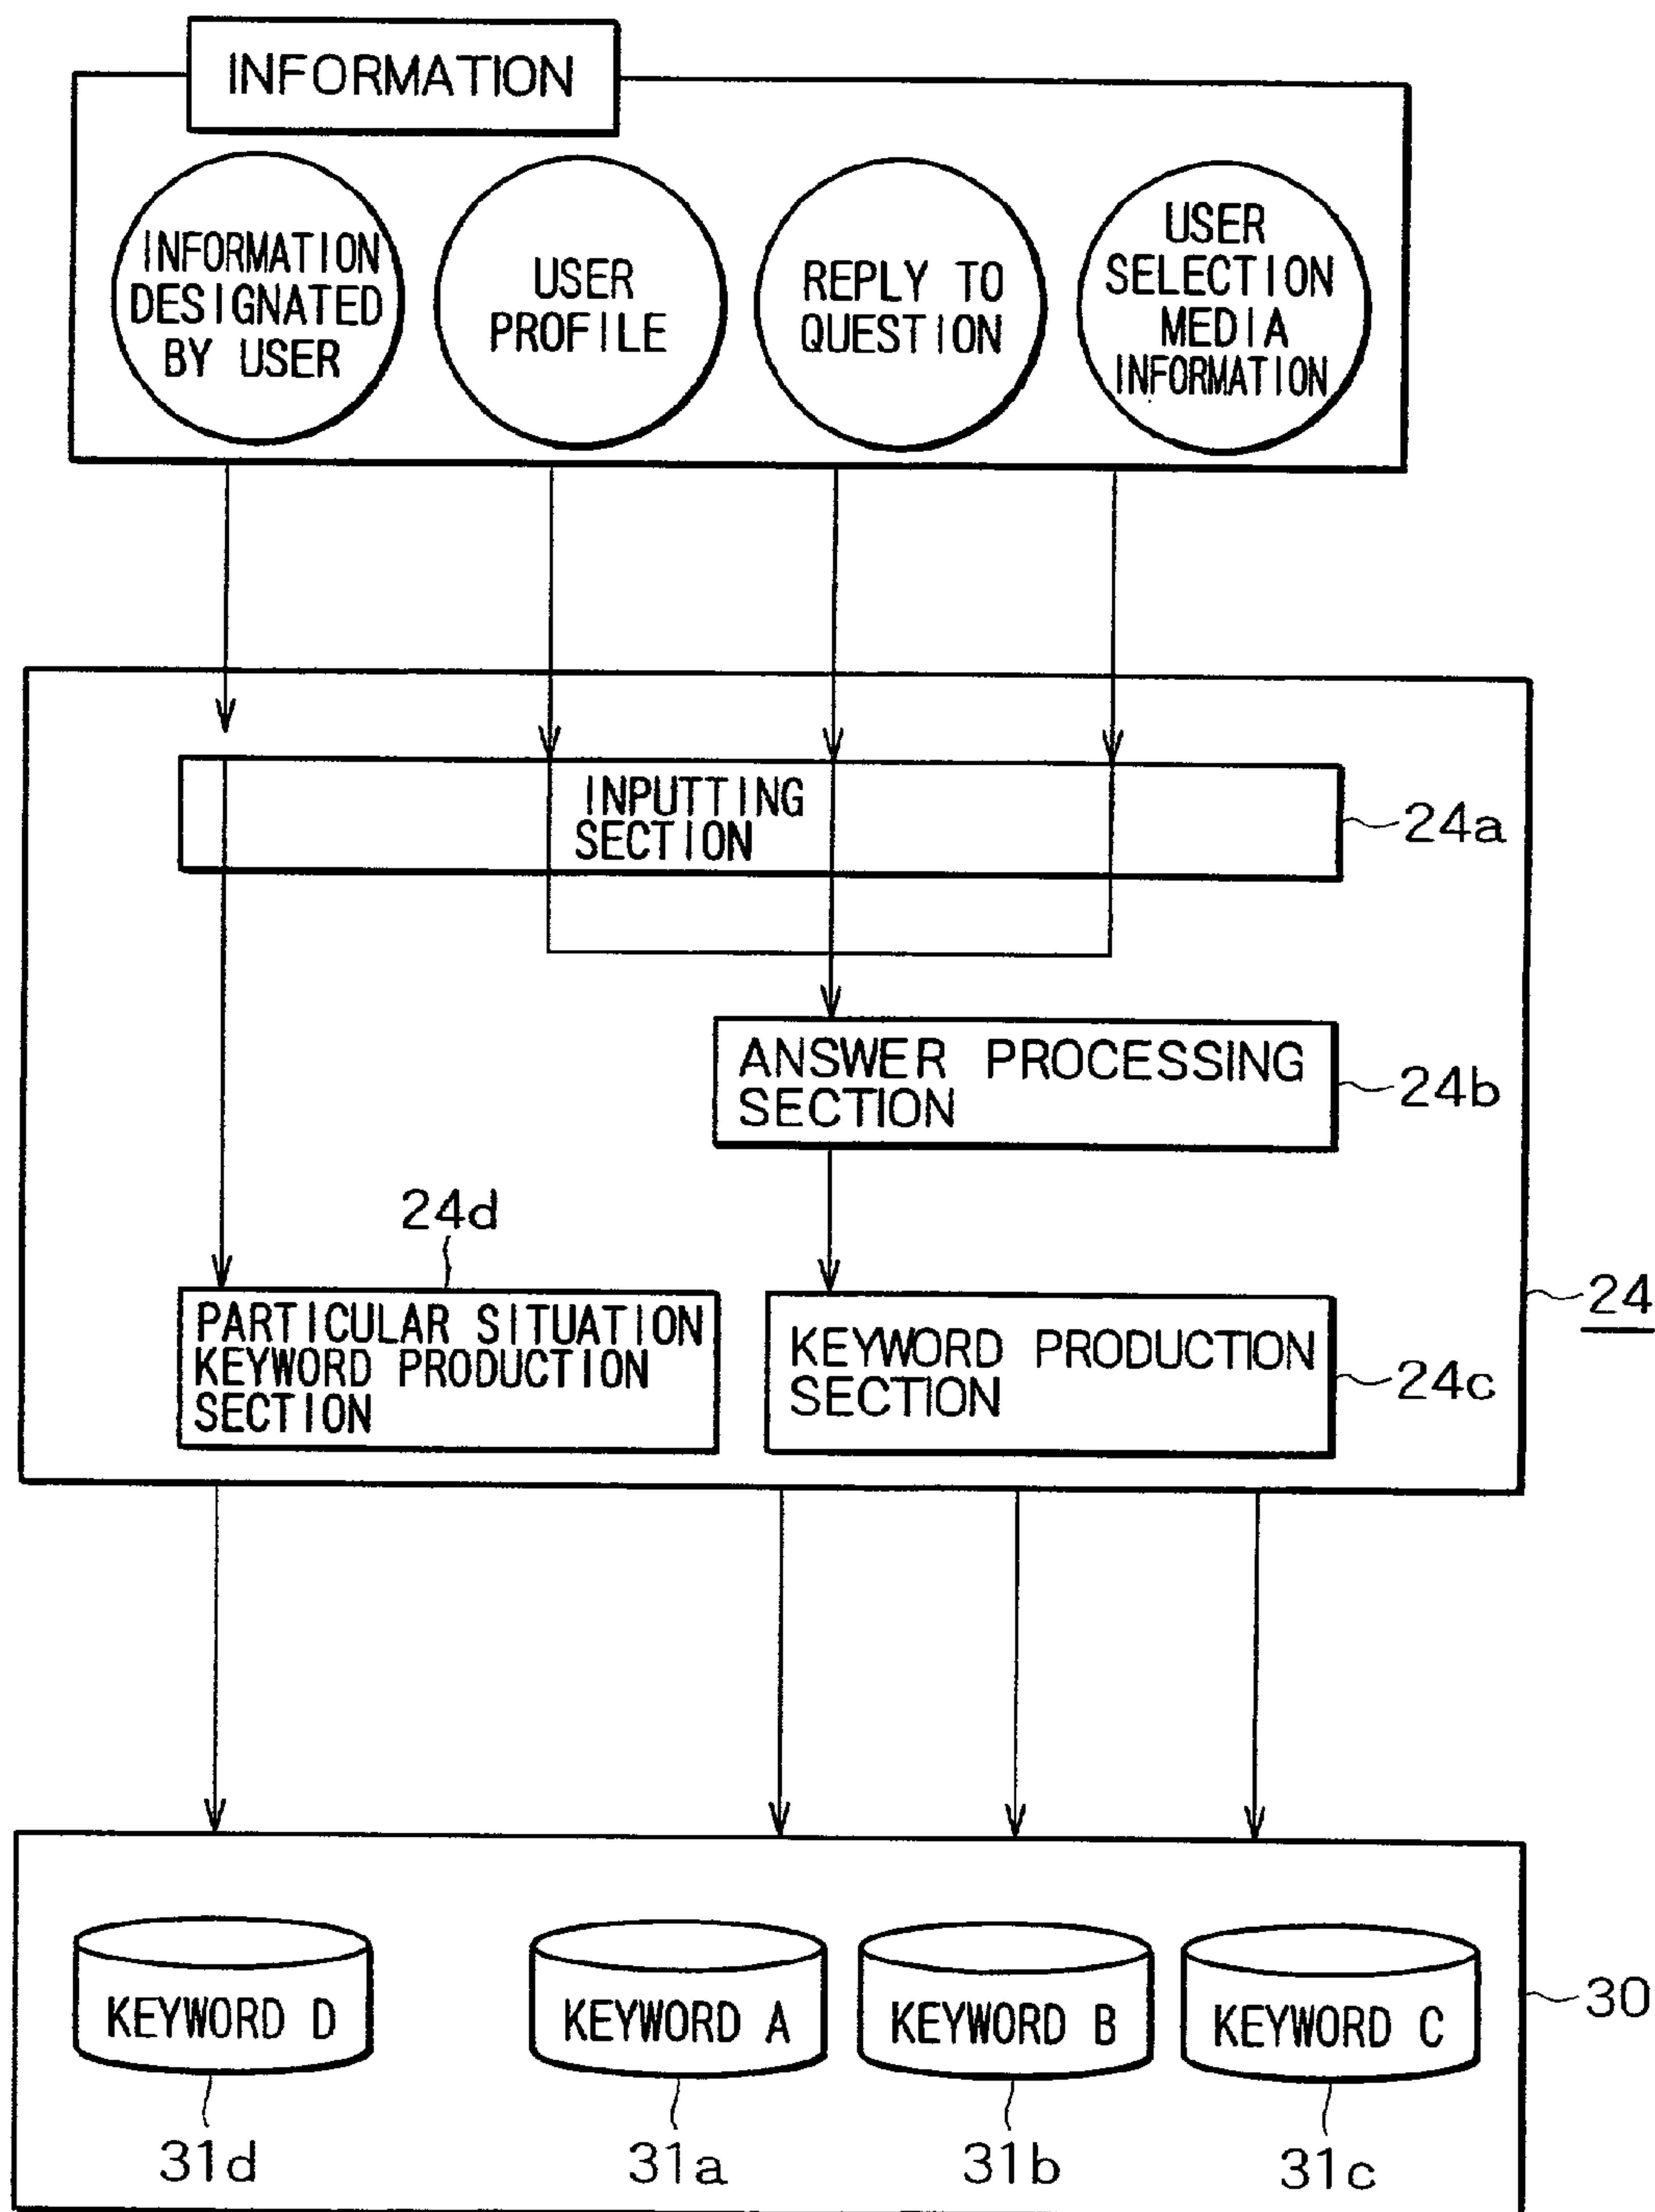 INFORMATION
INFORMATION
DESIGNATED
BY USER
USER
PROFILE
REPLY TO
QUESTION
USER
SELECTION
MEDIA
INFORMATION
INPUTTING
SECTION
24a
ANSWER PROCESSING
SECTION
24b
24d
PARTICULAR SITUATION
KEYWORD PRODUCTION
SECTION
KEYWORD PRODUCTION
SECTION
24c
24
KEYWORD D
KEYWORD A
KEYWORD B
KEYWORD C
30
31d
31a
31b
31c